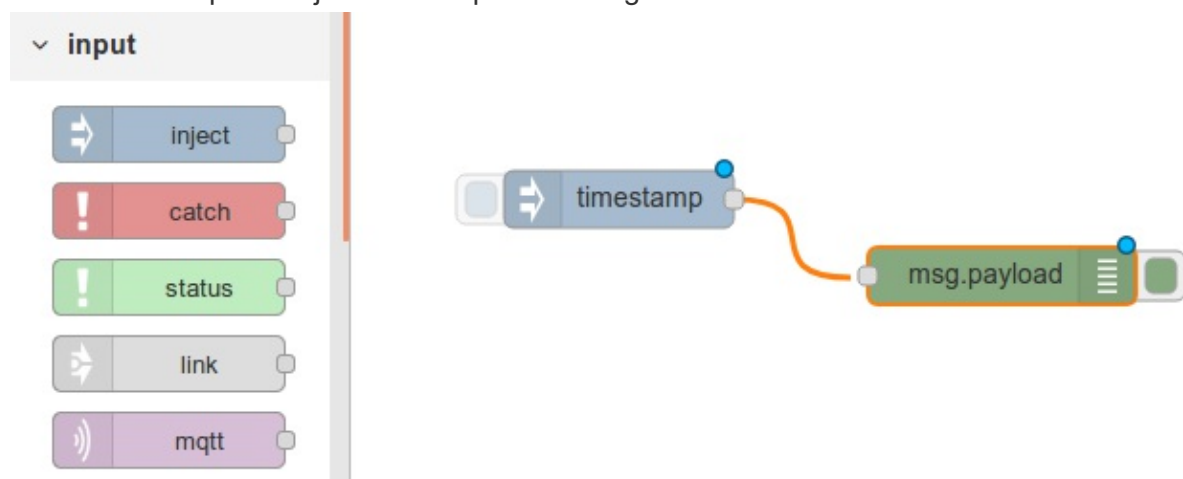 input
inject
catch
status
link
mqtt
timestamp
msg.payload